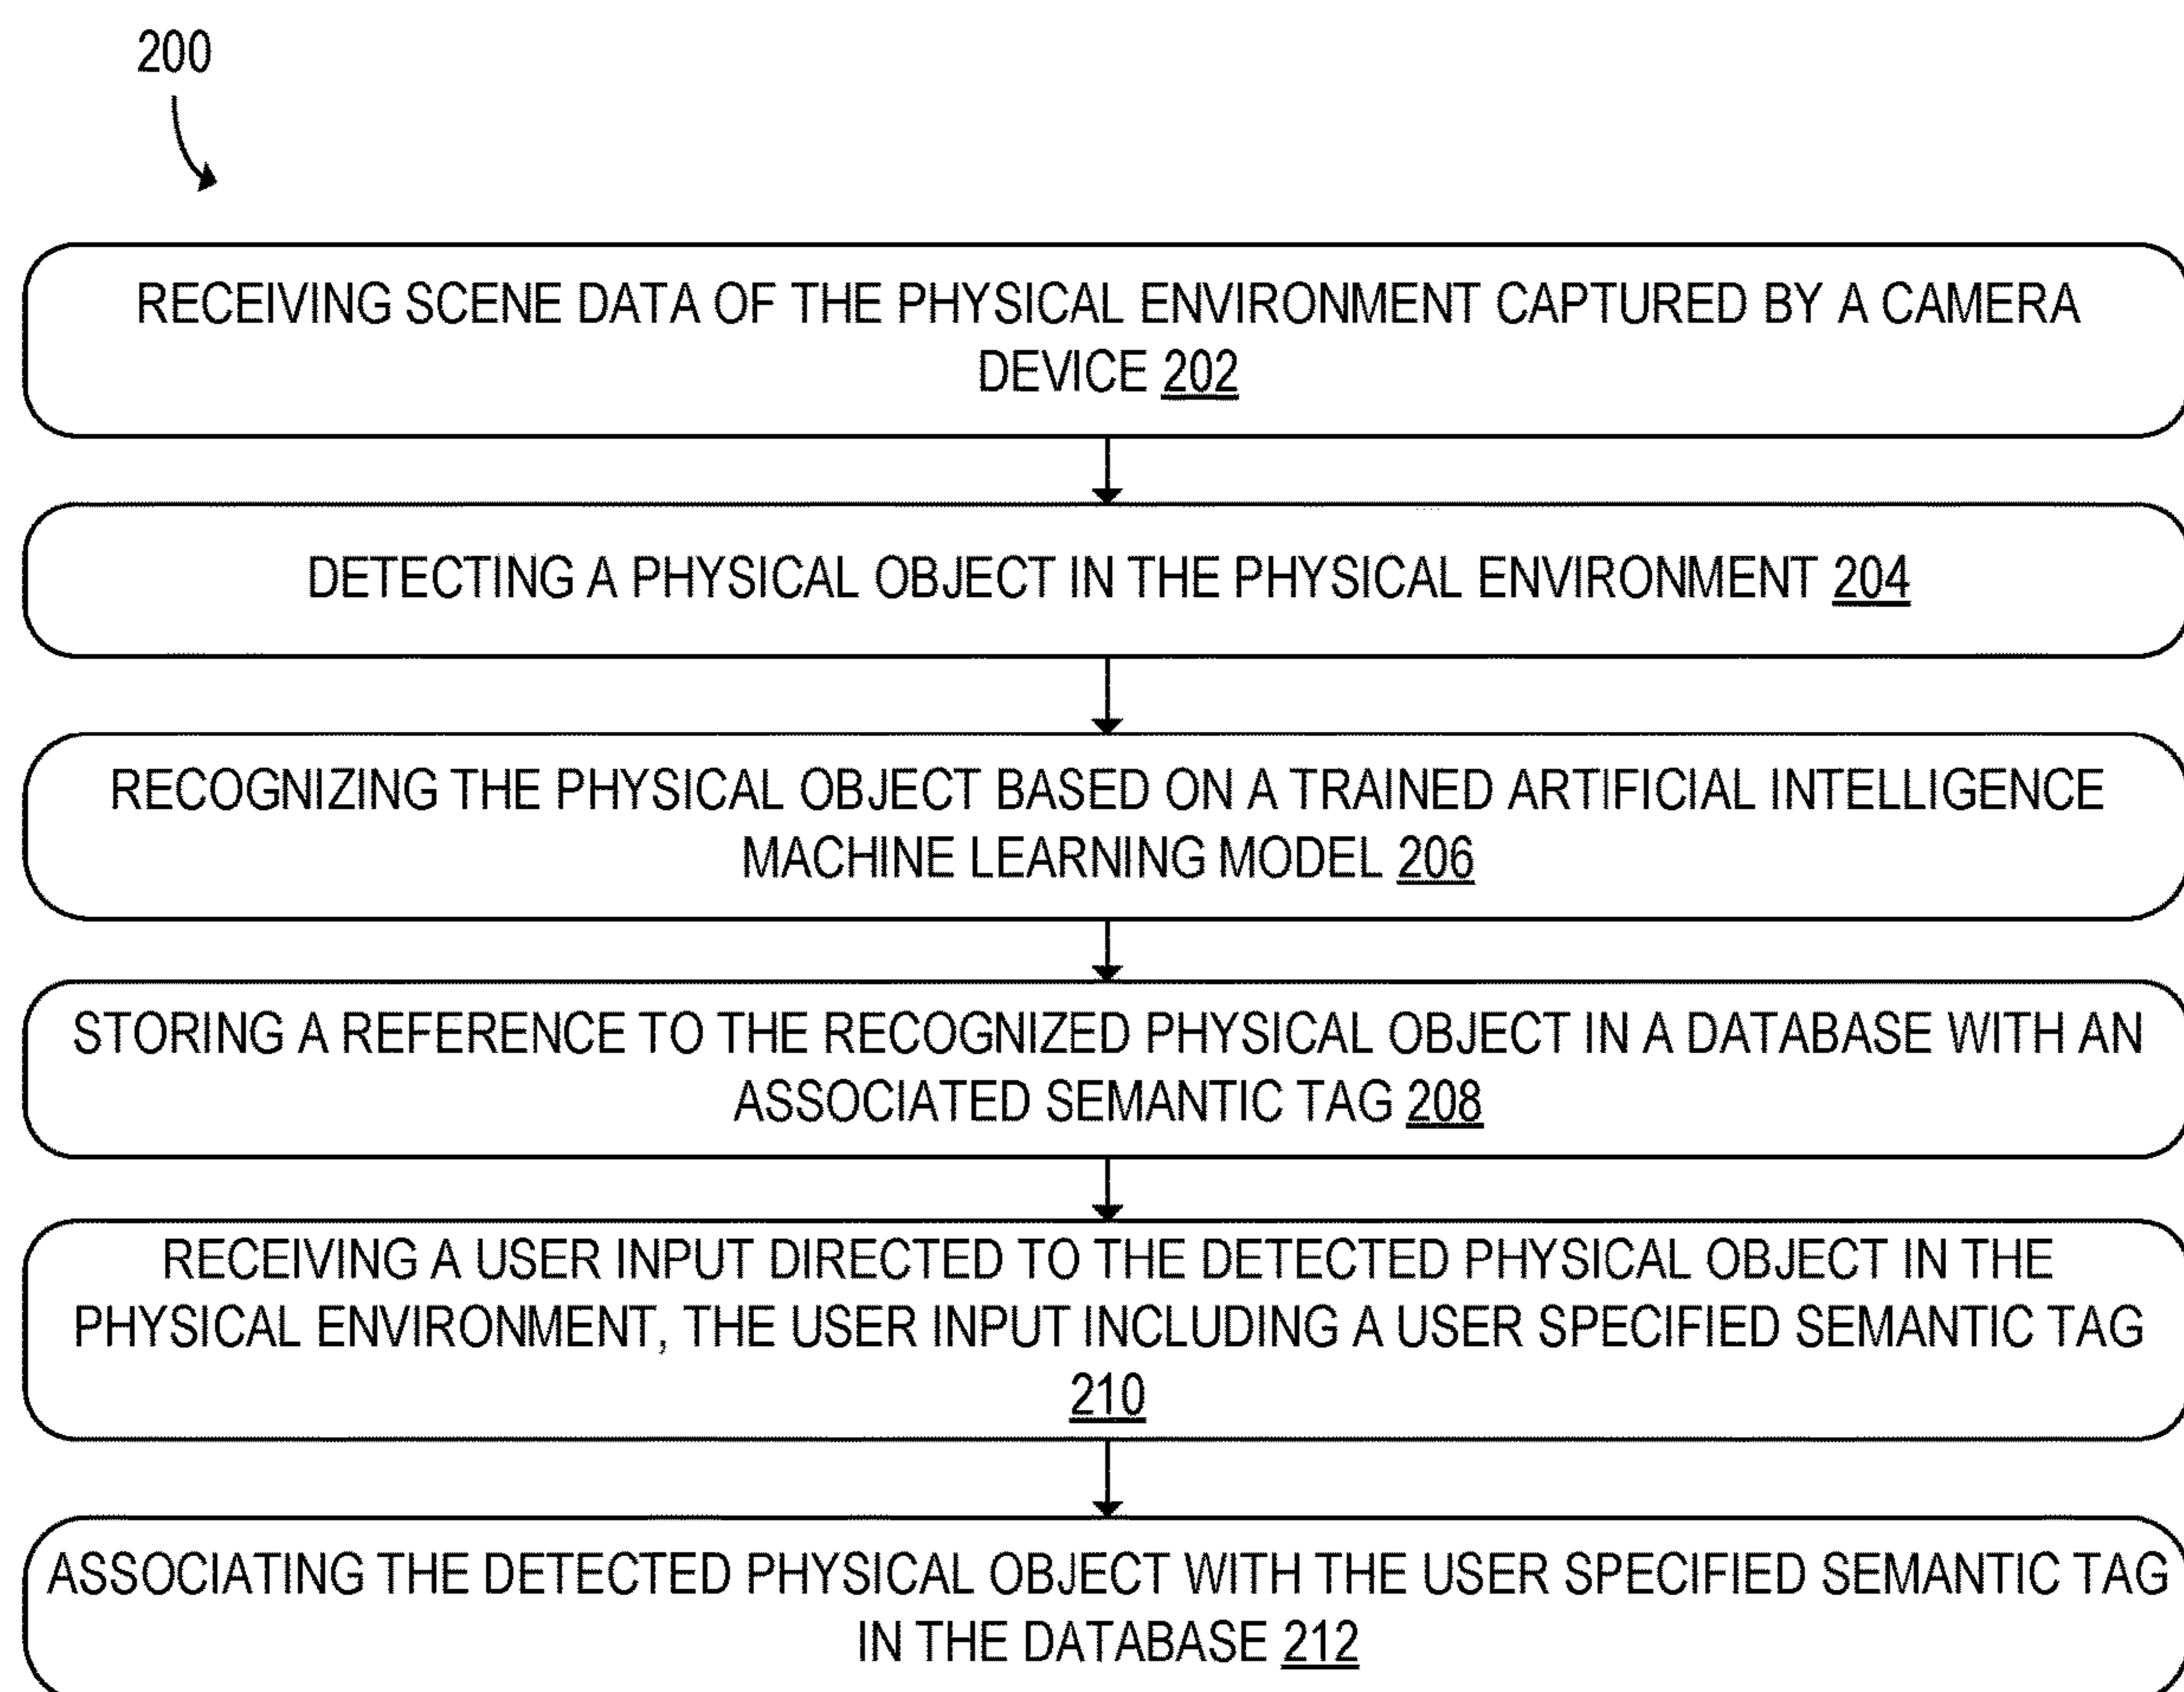 200
RECEIVING SCENE DATA OF THE PHYSICAL ENVIRONMENT CAPTURED BY A CAMERA
DEVICE 202
DETECTING A PHYSICAL OBJECT IN THE PHYSICAL ENVIRONMENT 204
RECOGNIZING THE PHYSICAL OBJECT BASED ON A TRAINED ARTIFICIAL INTELLIGENCE
MACHINE LEARNING MODEL 206
STORING A REFERENCE TO THE RECOGNIZED PHYSICAL OBJECT IN A DATABASE WITH AN
ASSOCIATED SEMANTIC TAG 208
RECEIVING A USER INPUT DIRECTED TO THE DETECTED PHYSICAL OBJECT IN THE
PHYSICAL ENVIRONMENT, THE USER INPUT INCLUDING A USER SPECIFIED SEMANTIC TAG
210
ASSOCIATING THE DETECTED PHYSICAL OBJECT WITH THE USER SPECIFIED SEMANTIC TAG
IN THE DATABASE 212